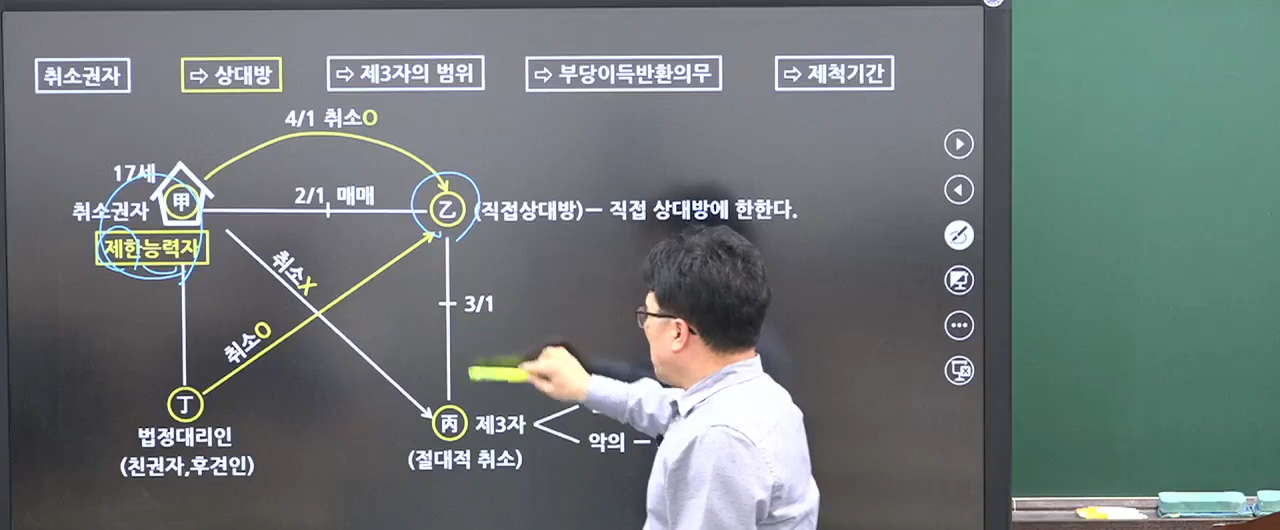 취소권자 ⇨ 상대방 ⇨ 제3자의 범위 ⇨ 부당이득반환의무 ⇨ 제척기간
4/1 취소O
17세
甲
취소권자
2/1 매매
乙
(직접상대방)― 직접 상대방에 한한다.
제한능력자
취소X
3/1
취소O
丁
丙
제3자
법정대리인
악의 ―
(친권자,후견인)
(절대적 취소)